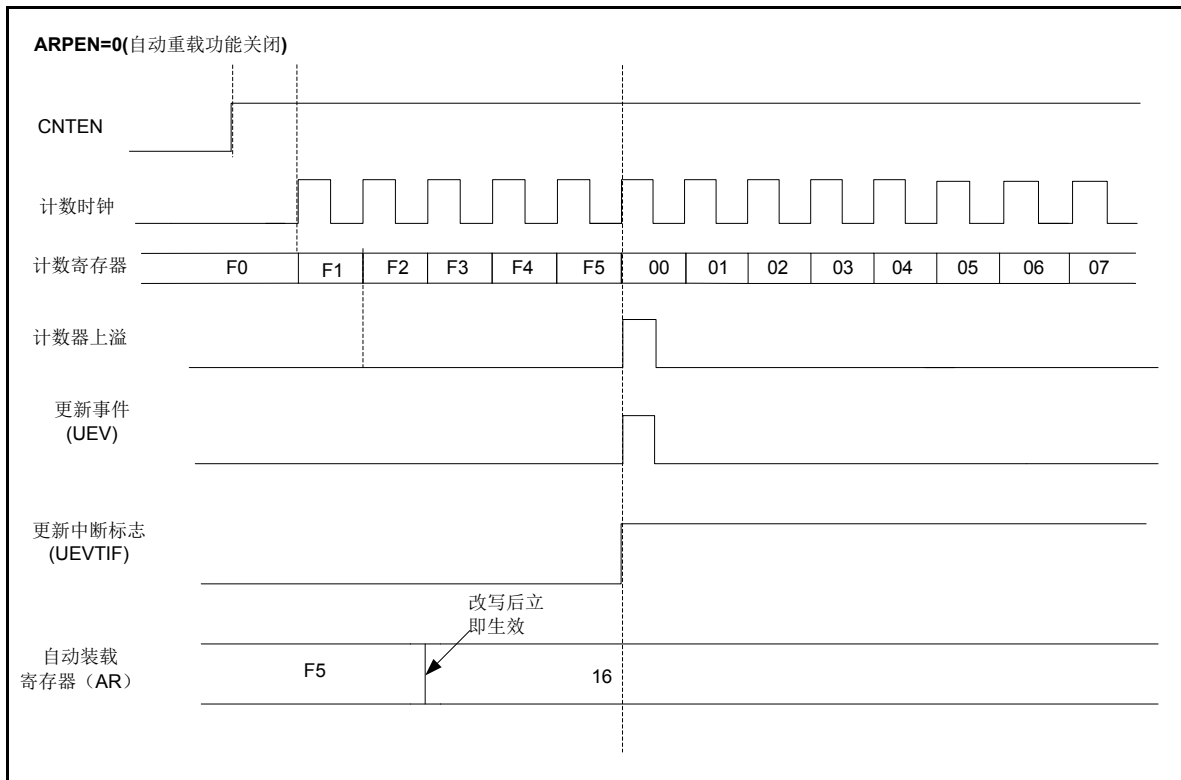 ARPEN=0(自动重载功能关闭)
CNTEN
计数时钟
计数寄存器
F0 F1 F2 F3 F4 F5 00 01 02 03 04 05 06 07
计数器上溢
更新事件
(UEV)
更新中断标志
(UEVTIF)
改写后立
即生效
自动装载
寄存器（AR）
F5 16